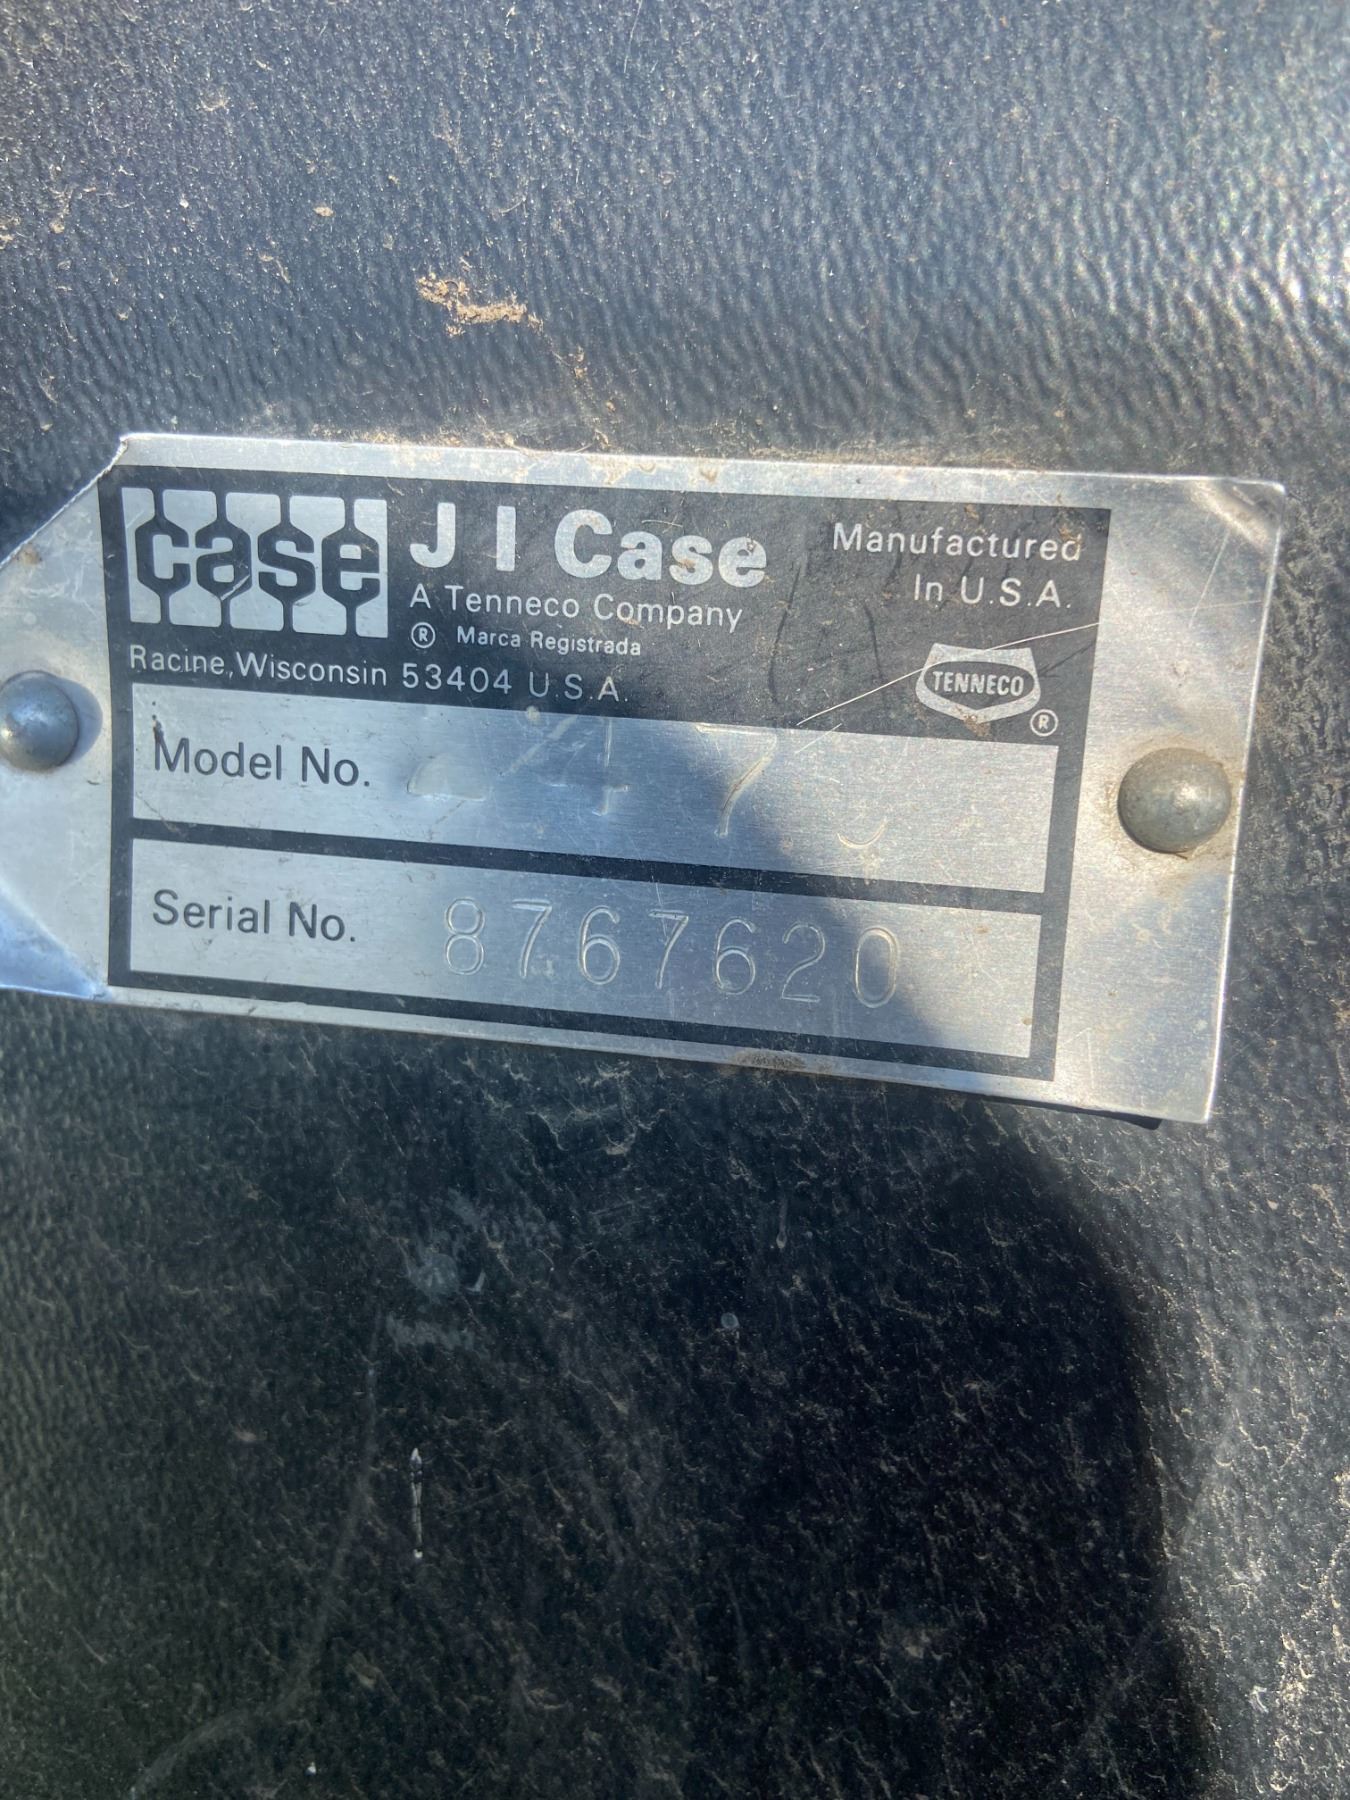 case
J I Case
A Tenneco Company
® Marca Registrada
Racine, Wisconsin 53404 U.S.A.
Manufactured
In U.S.A.
TENNECO
®
Model No.
Serial No. 8767620